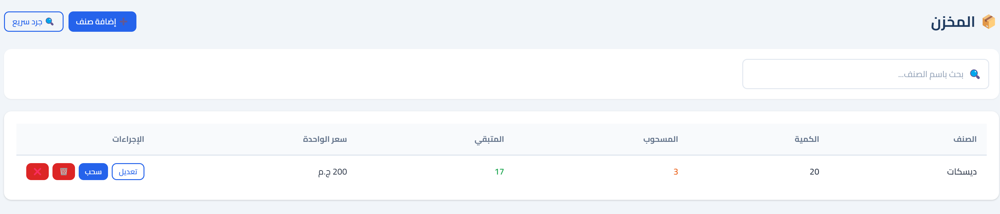 📦 المخزن
➕ إضافة صنف
🔍 جرد سريع
🔍 بحث باسم الصنف...
الصنف الكمية المسحوب المتبقي سعر الواحدة الإجراءات
ديسكات 20 3 17 200 ج.م تعديل سحب 🗑️ ❌